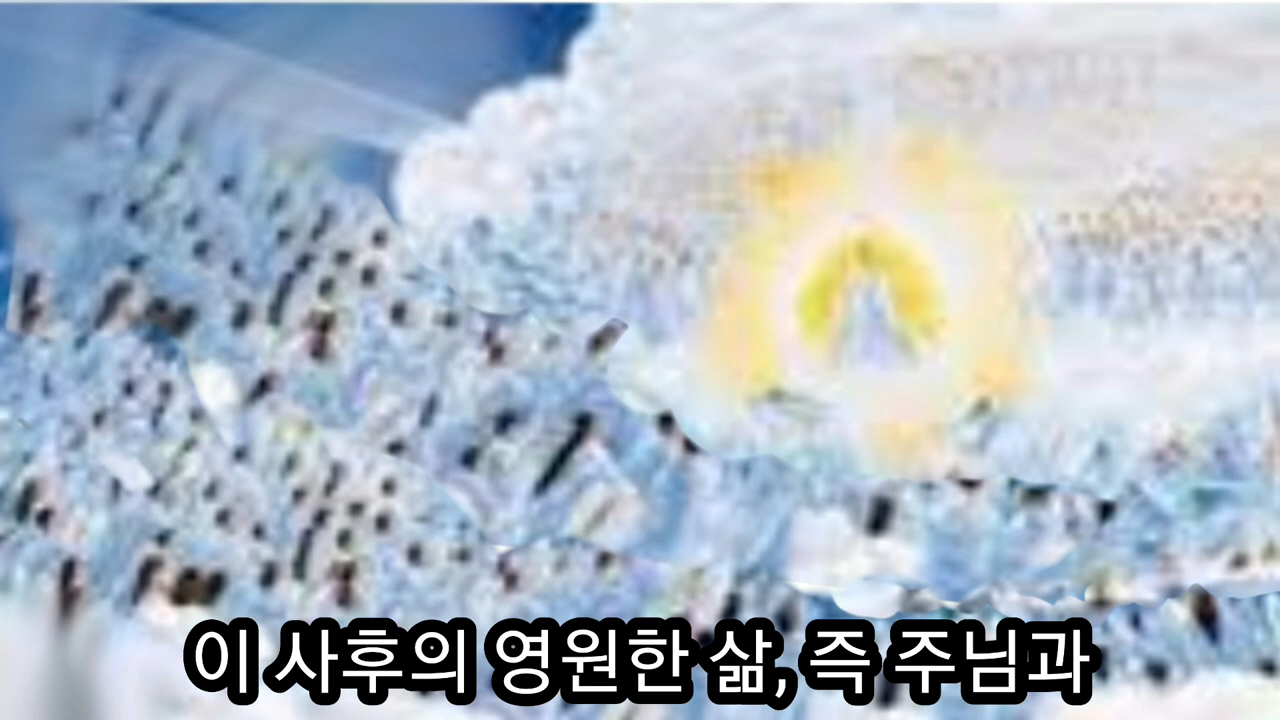 이 사후의 영원한 삶, 즉 주님과